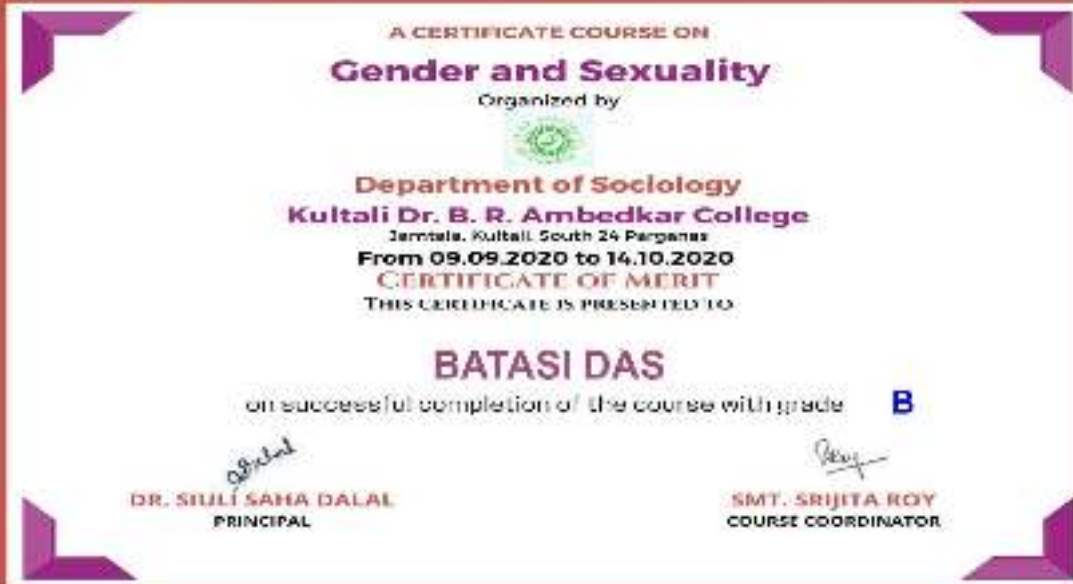 A CERTIFICATE COURSE ON
Gender and Sexuality
Organized by
Department of Sociology
Kultali Dr. B. R. Ambedkar College
Jamtala, Kultali, South 24 Parganas
From 09.09.2020 to 14.10.2020
CERTIFICATE OF MERIT
THIS CERTIFICATE IS PRESENTED TO
BATASI DAS
on successful completion of the course with grade B
DR. SIULI SAHA DALAL
PRINCIPAL
SMT. SRIJITA ROY
COURSE COORDINATOR